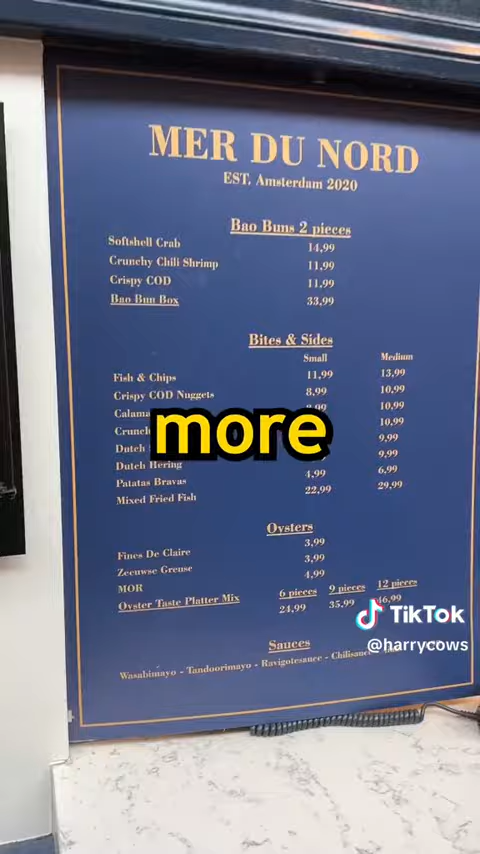 MER DU NORD
EST. Amsterdam 2020
Bao Buns 2 pieces
Softshell Crab 14,99
Crunchy Chili Shrimp 11,99
Crispy COD 11,99
Bao Bun Box 33,99
Bites & Sides
Small Medium
Fish & Chips 11,99 13,99
Crispy COD Nuggets 8,99 10,99
10,99
more
10,99
Dutch 9,99
Dutch Hering 9,99
Patatas Bravas 4,99 6,99
Mixed Fried Fish 22,99 29,99
Oysters
Fines De Claire 3,99
Zeeuwse Greuse 3,99
MOR 4,99
6 pieces 9 pieces 12 pieces
Oyster Taste Platter Mix 24,99 35,99 46,99
TikTok
@harrycows
Sauces
Wasabimayo - Tandoorimayo - Ravigotesauce - Chilisauce